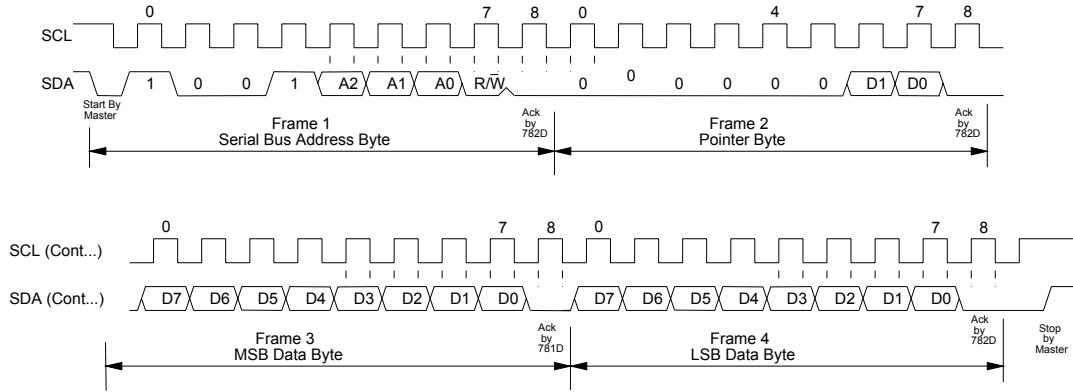 0 7 8 0 4 7 8
SCL
SDA 1 0 0 1 A2 A1 A0 R/W̅ 0 0 0 0 0 0 D1 D0
Start By
Master
Ack
by
782D
Ack
by
782D
Frame 1
Serial Bus Address Byte
Frame 2
Pointer Byte
0 7 8 0 7 8
SCL (Cont...)
SDA (Cont...) D7 D6 D5 D4 D3 D2 D1 D0 D7 D6 D5 D4 D3 D2 D1 D0
Ack
by
781D
Ack
by
782D
Stop
by
Master
Frame 3
MSB Data Byte
Frame 4
LSB Data Byte